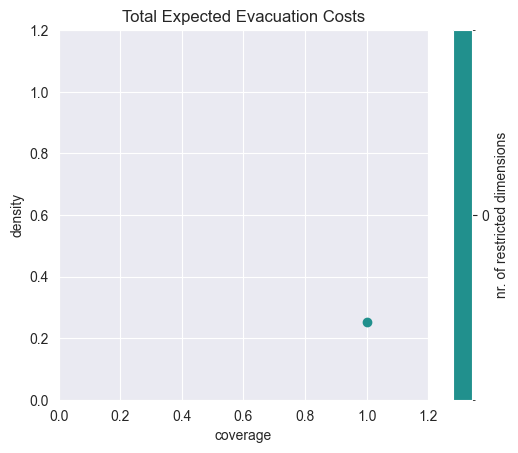 Total Expected Evacuation Costs
1.2
1.0
0.8
0.6
0.4
0.2
0.0
density
0.0 0.2 0.4 0.6 0.8 1.0 1.2
coverage
0
nr. of restricted dimensions